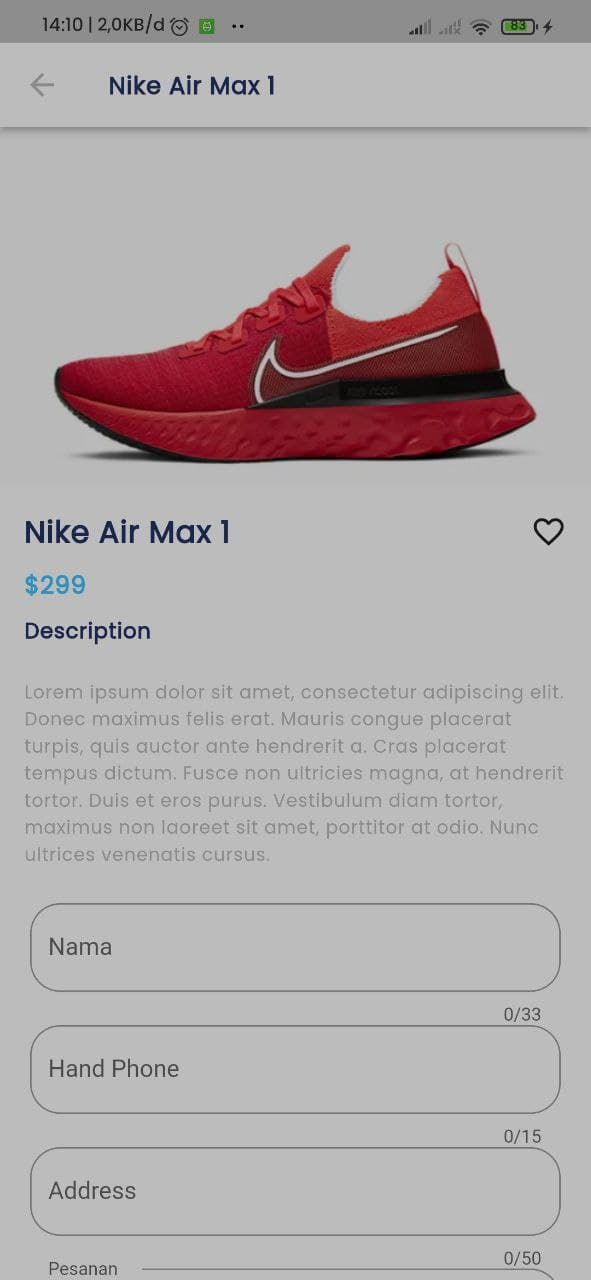 14:10 | 2,0KB/d
83
Nike Air Max 1
Nike Air Max 1
$299
Description
Lorem ipsum dolor sit amet, consectetur adipiscing elit.
Donec maximus felis erat. Mauris congue placerat
turpis, quis auctor ante hendrerit a. Cras placerat
tempus dictum. Fusce non ultricies magna, at hendrerit
tortor. Duis et eros purus. Vestibulum diam tortor,
maximus non laoreet sit amet, porttitor at odio. Nunc
ultrices venenatis cursus.
Nama
0/33
Hand Phone
0/15
Address
0/50
Pesanan